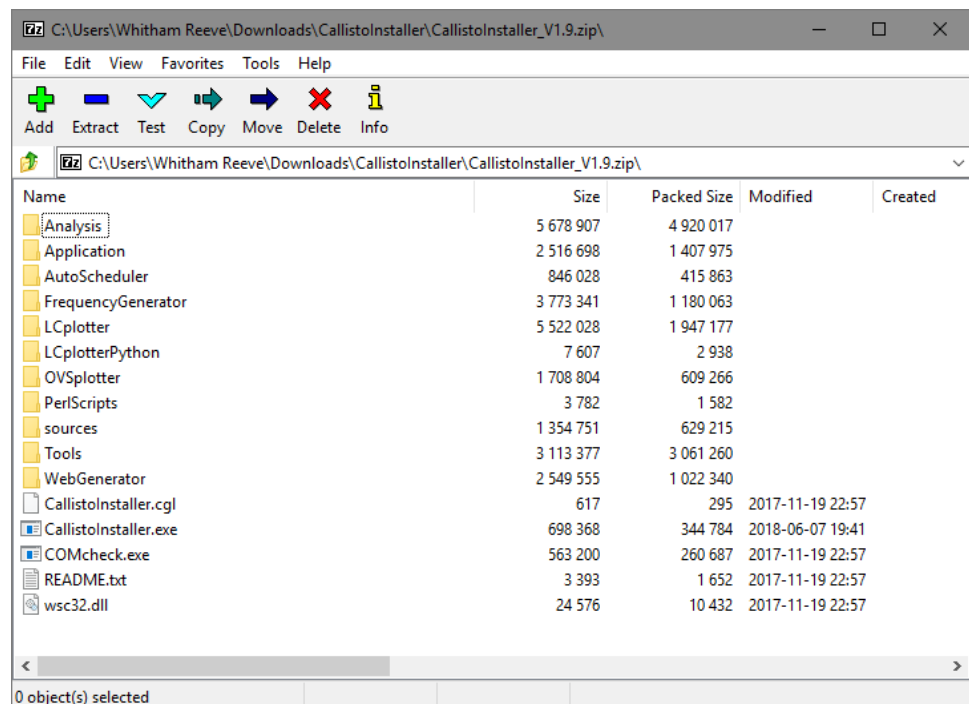 7z C:\Users\Whitham Reeve\Downloads\CallistoInstaller\CallistoInstaller_V1.9.zip\
File Edit View Favorites Tools Help
Add Extract Test Copy Move Delete Info
7z C:\Users\Whitham Reeve\Downloads\CallistoInstaller\CallistoInstaller_V1.9.zip\
Name Size Packed Size Modified Created
Analysis 5 678 907 4 920 017
Application 2 516 698 1 407 975
AutoScheduler 846 028 415 863
FrequencyGenerator 3 773 341 1 180 063
LCplotter 5 522 028 1 947 177
LCplotterPython 7 607 2 938
OVSplotter 1 708 804 609 266
PerlScripts 3 782 1 582
sources 1 354 751 629 215
Tools 3 113 377 3 061 260
WebGenerator 2 549 555 1 022 340
CallistoInstaller.cgl 617 295 2017-11-19 22:57
CallistoInstaller.exe 698 368 344 784 2018-06-07 19:41
COMcheck.exe 563 200 260 687 2017-11-19 22:57
README.txt 3 393 1 652 2017-11-19 22:57
wsc32.dll 24 576 10 432 2017-11-19 22:57
0 object(s) selected